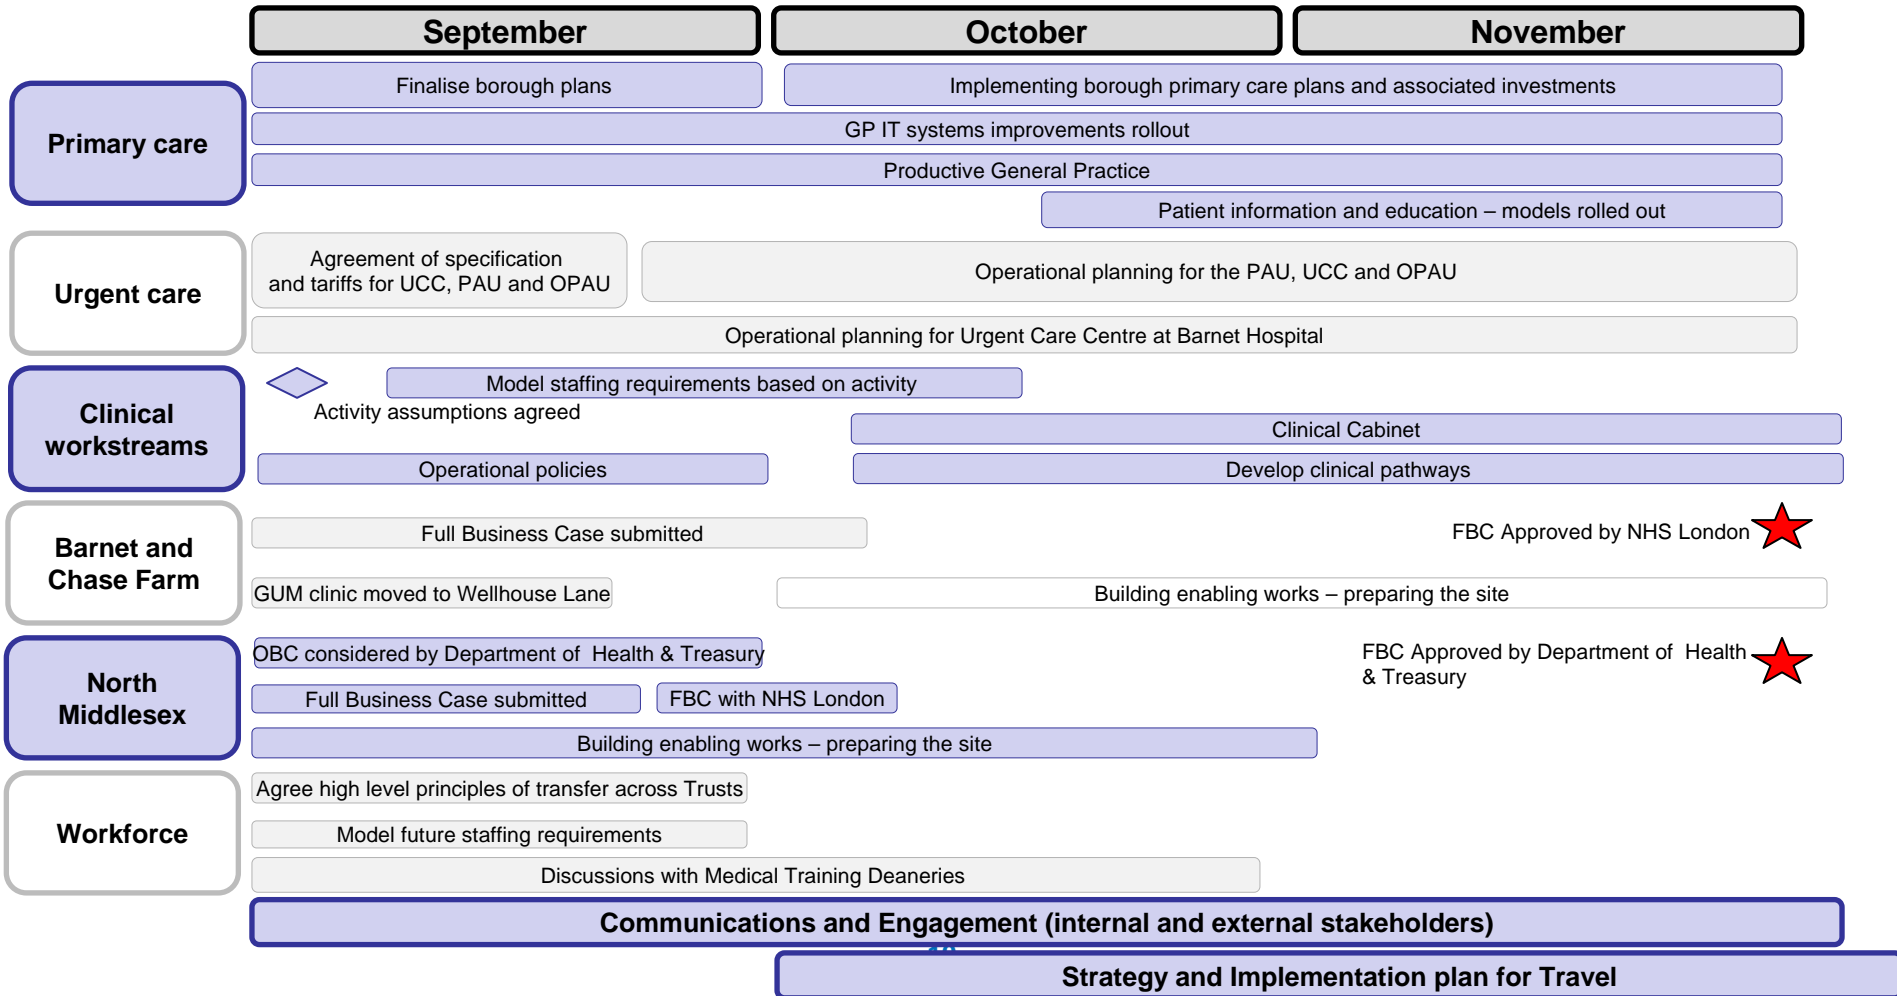 September
October
November
Primary care
Finalise borough plans
Implementing borough primary care plans and associated investments
GP IT systems improvements rollout
Productive General Practice
Patient information and education – models rolled out
Urgent care
Agreement of specification
and tariffs for UCC, PAU and OPAU
Operational planning for the PAU, UCC and OPAU
Operational planning for Urgent Care Centre at Barnet Hospital
Clinical
workstreams
Model staffing requirements based on activity
Activity assumptions agreed
Clinical Cabinet
Operational policies
Develop clinical pathways
Barnet and
Chase Farm
Full Business Case submitted
FBC Approved by NHS London
GUM clinic moved to Wellhouse Lane
Building enabling works – preparing the site
North
Middlesex
OBC considered by Department of  Health & Treasury
FBC Approved by Department of  Health
& Treasury
Full Business Case submitted
FBC with NHS London
Building enabling works – preparing the site
Workforce
Agree high level principles of transfer across Trusts
Model future staffing requirements
Discussions with Medical Training Deaneries
Communications and Engagement (internal and external stakeholders)
Strategy and Implementation plan for Travel